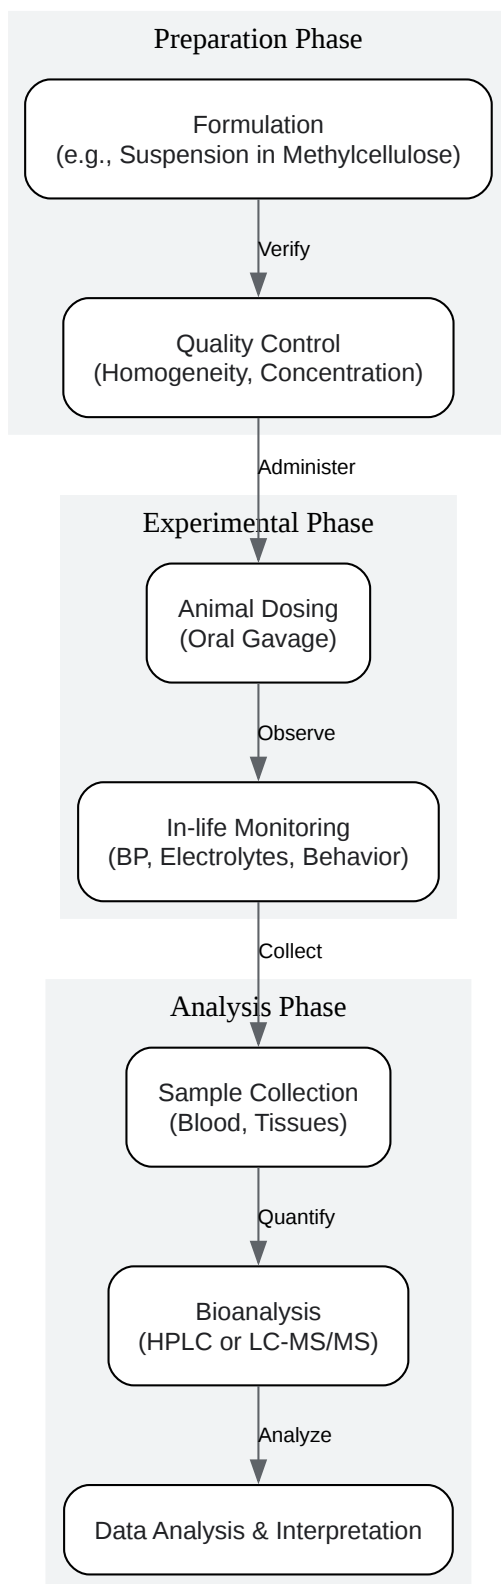 Preparation Phase
Formulation
(e.g., Suspension in Methylcellulose)
Verify
Quality Control
(Homogeneity, Concentration)
Administer
Experimental Phase
Animal Dosing
(Oral Gavage)
Observe
In-life Monitoring
(BP, Electrolytes, Behavior)
Collect
Analysis Phase
Sample Collection
(Blood, Tissues)
Quantify
Bioanalysis
(HPLC or LC-MS/MS)
Analyze
Data Analysis & Interpretation